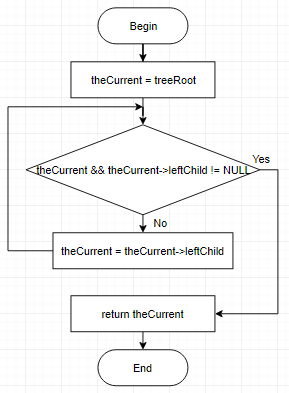 Begin
theCurrent = treeRoot
theCurrent && theCurrent->leftChild != NULL
Yes
No
theCurrent = theCurrent->leftChild
return theCurrent
End